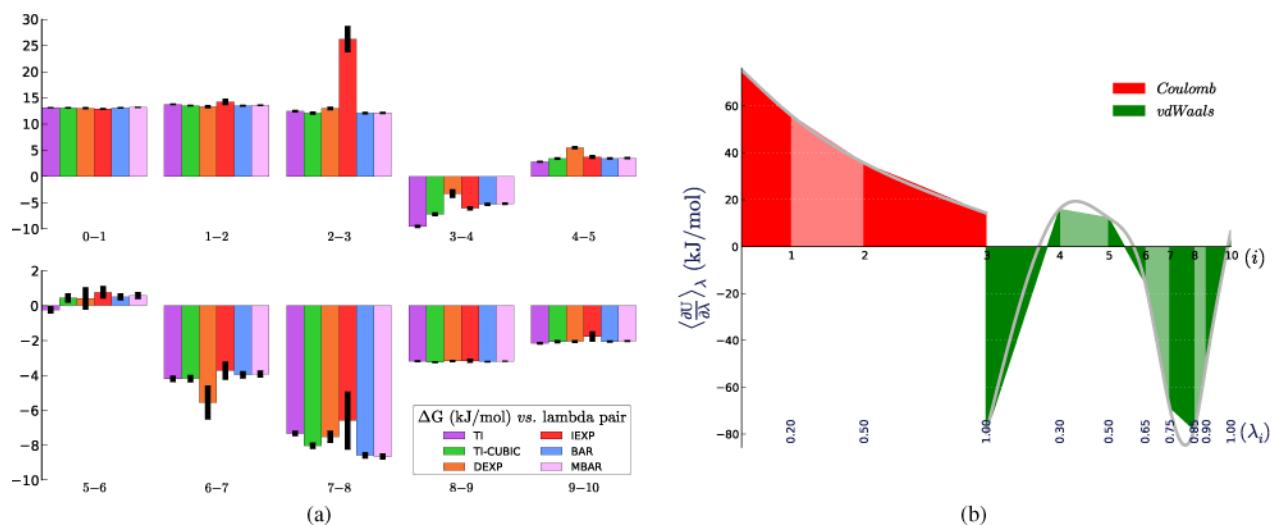 30
25
20
15
10
5
0
−5
−10
0−1 1−2 2−3 3−4 4−5
2
0
−2
−4
−6
−8
−10
5−6 6−7 7−8 8−9 9−10
ΔG (kJ/mol) vs. lambda pair
TI IEXP
TI-CUBIC BAR
DEXP MBAR
(a)
Coulomb
vdWaals
⟨∂U/∂λ⟩λ (kJ/mol)
60
40
20
0
−20
−40
−60
−80
1 2 3 4 5 6 7 8 10 (i)
0.20 0.50 1.00 0.30 0.50 0.65 0.75 0.85 0.90 1.00 (λi)
(b)